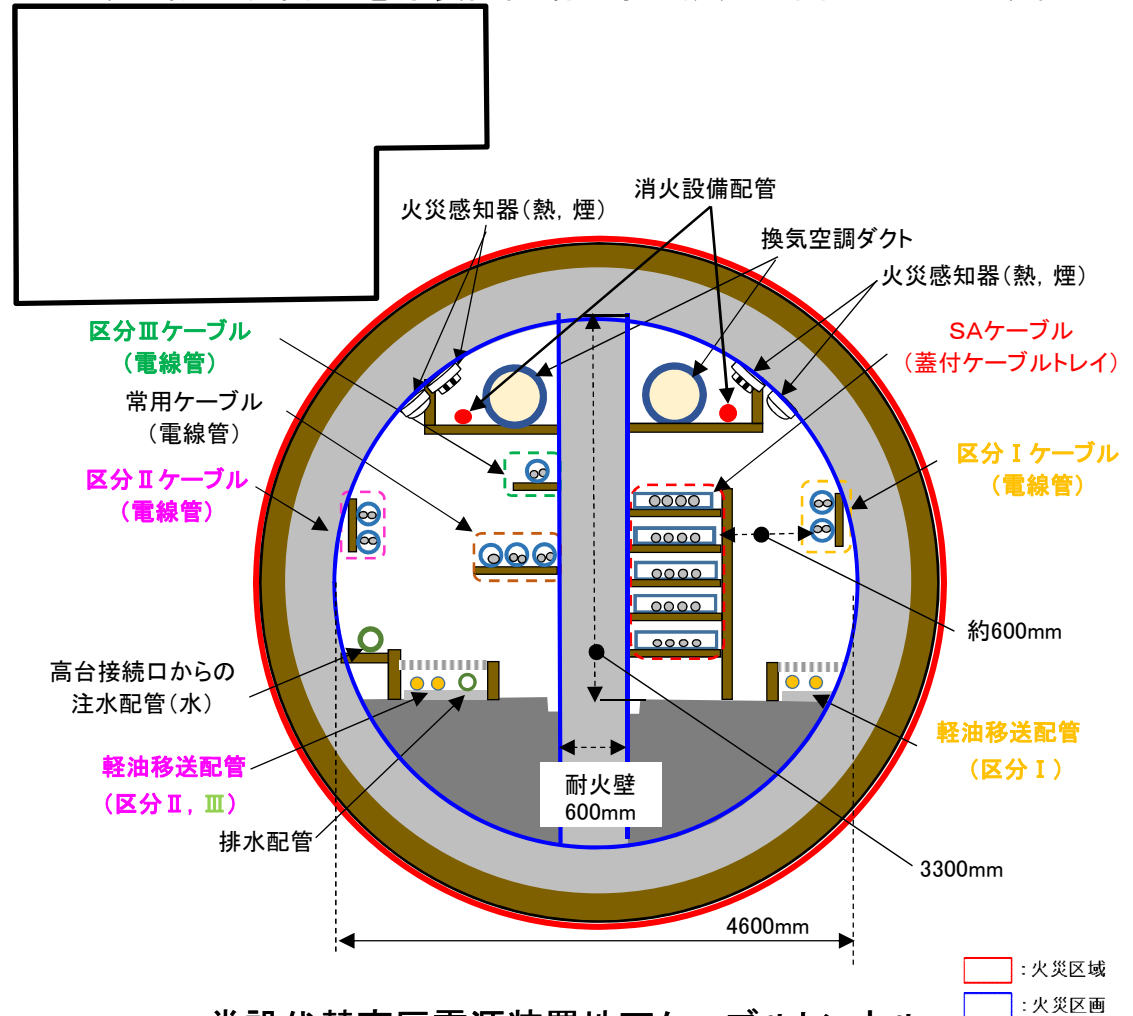 消火設備配管
火災感知器(熱, 煙)
換気空調ダクト
火災感知器(熱, 煙)
区分Ⅲケーブル
(電線管)
SAケーブル
(蓋付ケーブルトレイ)
常用ケーブル
(電線管)
区分Ⅱケーブル
(電線管)
区分Ⅰケーブル
(電線管)
約600mm
高台接続口からの
注水配管(水)
軽油移送配管
(区分Ⅱ, Ⅲ)
軽油移送配管
(区分Ⅰ)
耐火壁
600mm
排水配管
3300mm
4600mm
:火災区域
:火災区画